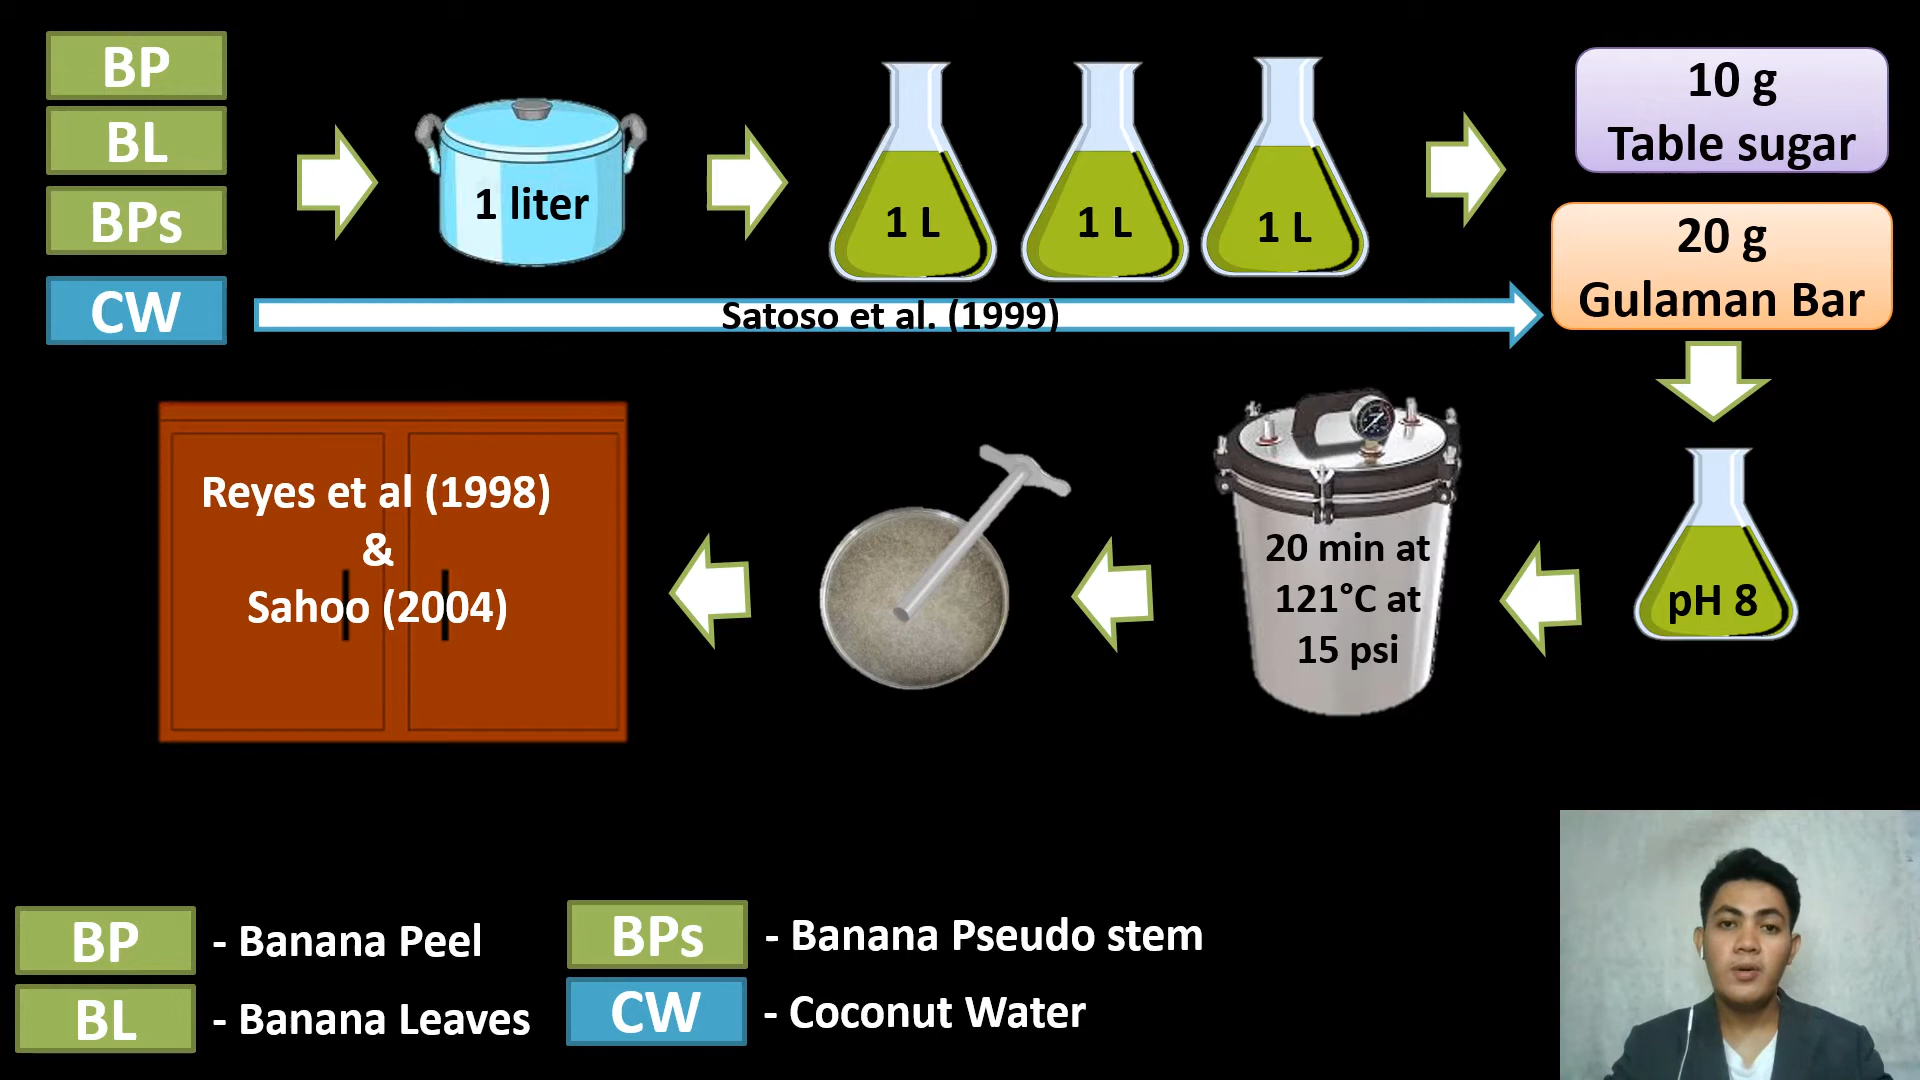 BP
BL
BPs
CW
1 liter
1 L
1 L
1 L
Satoso et al. (1999)
10 g
Table sugar
20 g
Gulaman Bar
pH 8
20 min at
121°C at
15 psi
Reyes et al (1998)
&
Sahoo (2004)
BP - Banana Peel
BL - Banana Leaves
BPs - Banana Pseudo stem
CW - Coconut Water